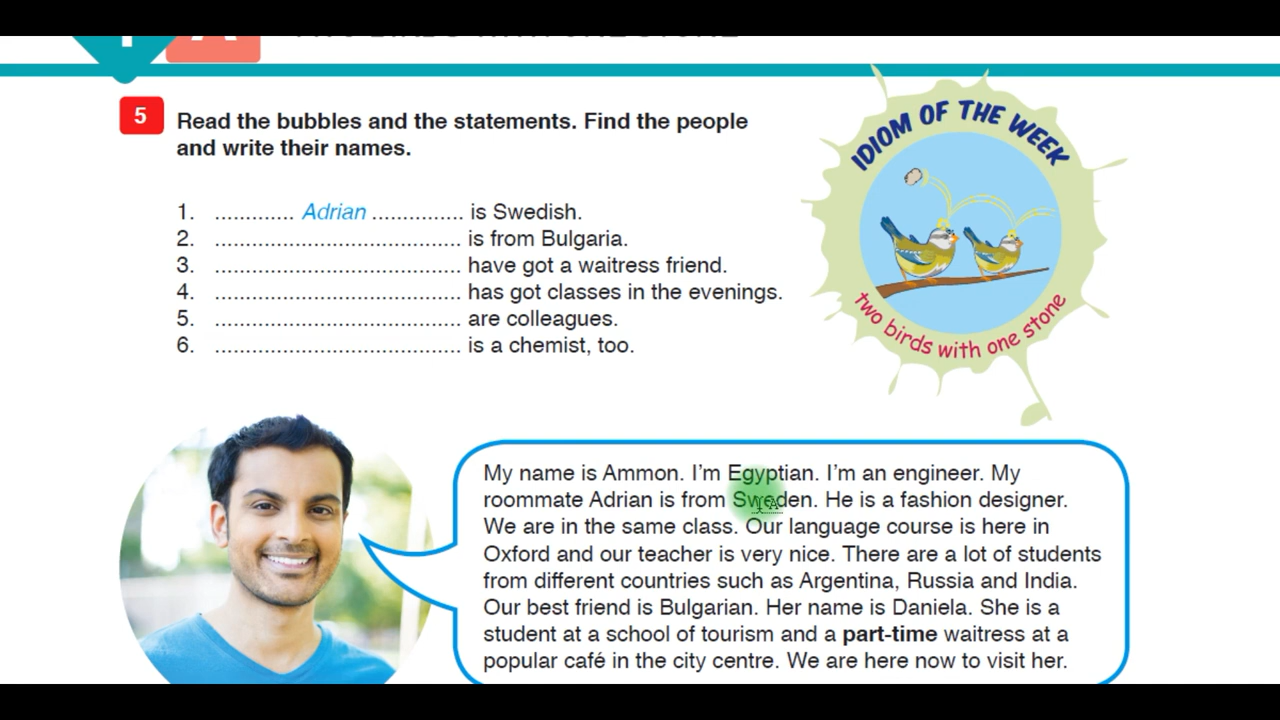 5
Read the bubbles and the statements. Find the people
and write their names.
1. ............. Adrian ............... is Swedish.
2. ........................................ is from Bulgaria.
3. ........................................ have got a waitress friend.
4. ........................................ has got classes in the evenings.
5. ........................................ are colleagues.
6. ........................................ is a chemist, too.
IDIOM OF THE WEEK
two birds with one stone
My name is Ammon. I'm Egyptian. I'm an engineer. My
roommate Adrian is from Sweden. He is a fashion designer.
We are in the same class. Our language course is here in
Oxford and our teacher is very nice. There are a lot of students
from different countries such as Argentina, Russia and India.
Our best friend is Bulgarian. Her name is Daniela. She is a
student at a school of tourism and a part-time waitress at a
popular café in the city centre. We are here now to visit her.